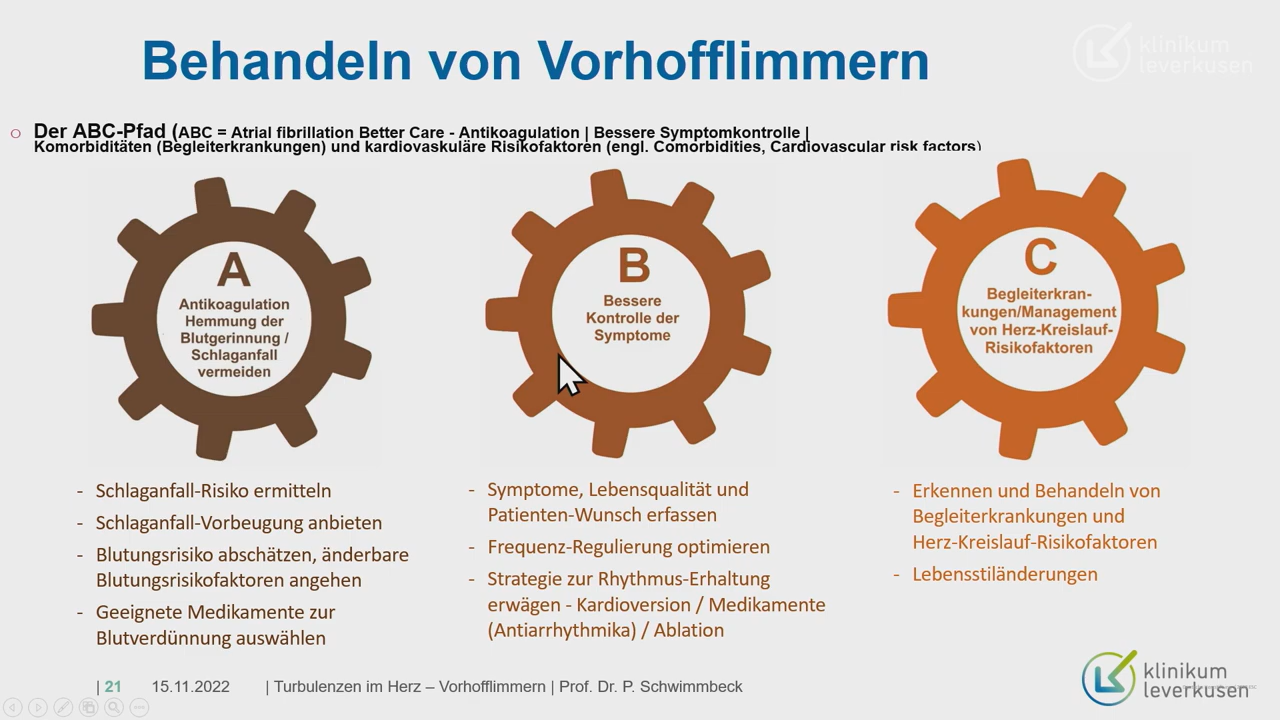 Behandeln von Vorhofflimmern
klinikum
leverkusen
Der ABC-Pfad (ABC = Atrial fibrillation Better Care - Antikoagulation | Bessere Symptomkontrolle |
Komorbiditäten (Begleiterkrankungen) und kardiovaskuläre Risikofaktoren (engl. Comorbidities, Cardiovascular risk factors)
A
Antikoagulation
Hemmung der
Blutgerinnung /
Schlaganfall
vermeiden
B
Bessere
Kontrolle der
Symptome
C
Begleiterkran-
kungen/Management
von Herz-Kreislauf-
Risikofaktoren
- Schlaganfall-Risiko ermitteln
- Schlaganfall-Vorbeugung anbieten
- Blutungsrisiko abschätzen, änderbare
Blutungsrisikofaktoren angehen
- Geeignete Medikamente zur
Blutverdünnung auswählen
- Symptome, Lebensqualität und
Patienten-Wunsch erfassen
- Frequenz-Regulierung optimieren
- Strategie zur Rhythmus-Erhaltung
erwägen - Kardioversion / Medikamente
(Antiarrhythmika) / Ablation
- Erkennen und Behandeln von
Begleiterkrankungen und
Herz-Kreislauf-Risikofaktoren
- Lebensstiländerungen
| 21 15.11.2022 | Turbulenzen im Herz – Vorhofflimmern | Prof. Dr. P. Schwimmbeck
klinikum
leverkusen